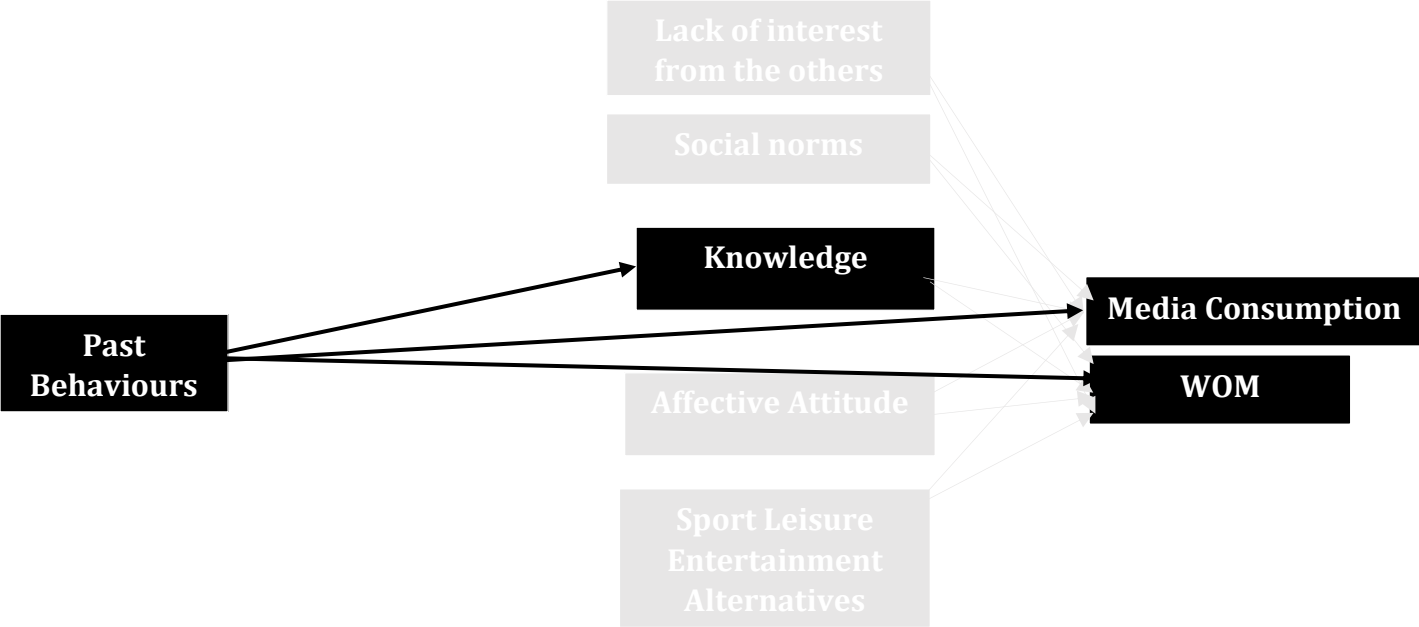 Lack of interest
from the others
Social norms
Knowledge
Media Consumption
Past
Behaviours
WOM
Affective Attitude
Sport Leisure
Entertainment
Alternatives